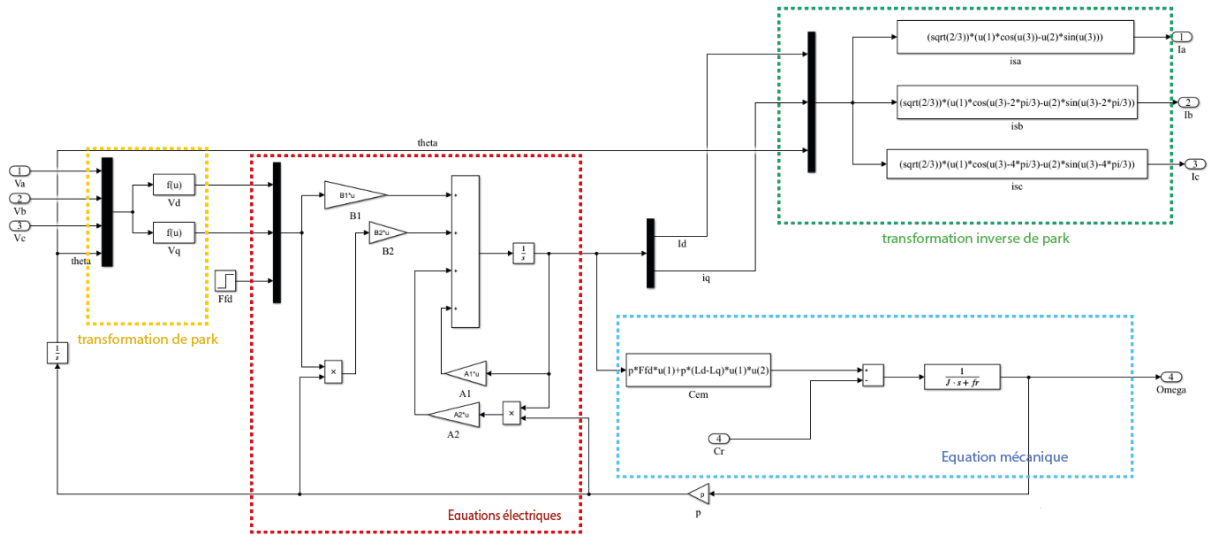 (sqrt(2/3))*(u(1)*cos(u(3))-u(2)*sin(u(3)))
isa
1
Ia
(sqrt(2/3))*(u(1)*cos(u(3)-2*pi/3)-u(2)*sin(u(3)-2*pi/3))
isb
2
Ib
(sqrt(2/3))*(u(1)*cos(u(3)-4*pi/3)-u(2)*sin(u(3)-4*pi/3))
isc
3
Ic
transformation inverse de park
theta
1
Va
2
Vb
3
Vc
theta
f(u)
Vd
f(u)
Vq
Ffd
transformation de park
1
s
B1*u
B1
B2*u
B2
+
+
+
+
1
s
×
A1*u
A1
A2*u
A2
×
Equations électriques
Id
iq
p*Ffd*u(1)+p*(Ld-Lq)*u(1)*u(2)
Cem
4
Cr
+
-
1
J · s + fr
4
Omega
Equation mécanique
p
p